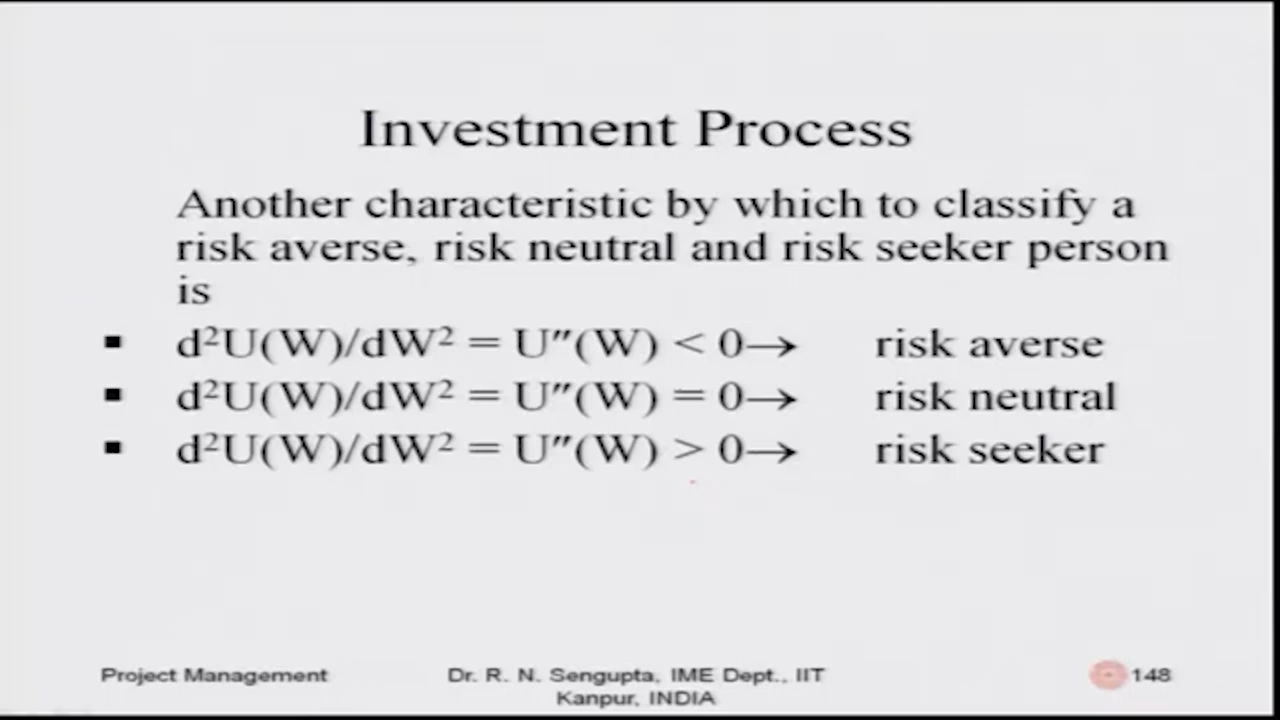 Investment Process
Another characteristic by which to classify a
risk averse, risk neutral and risk seeker person
is
▪ d²U(W)/dW² = U″(W) < 0→ risk averse
▪ d²U(W)/dW² = U″(W) = 0→ risk neutral
▪ d²U(W)/dW² = U″(W) > 0→ risk seeker
Project Management
Dr. R. N. Sengupta, IME Dept., IIT
Kanpur, INDIA
148